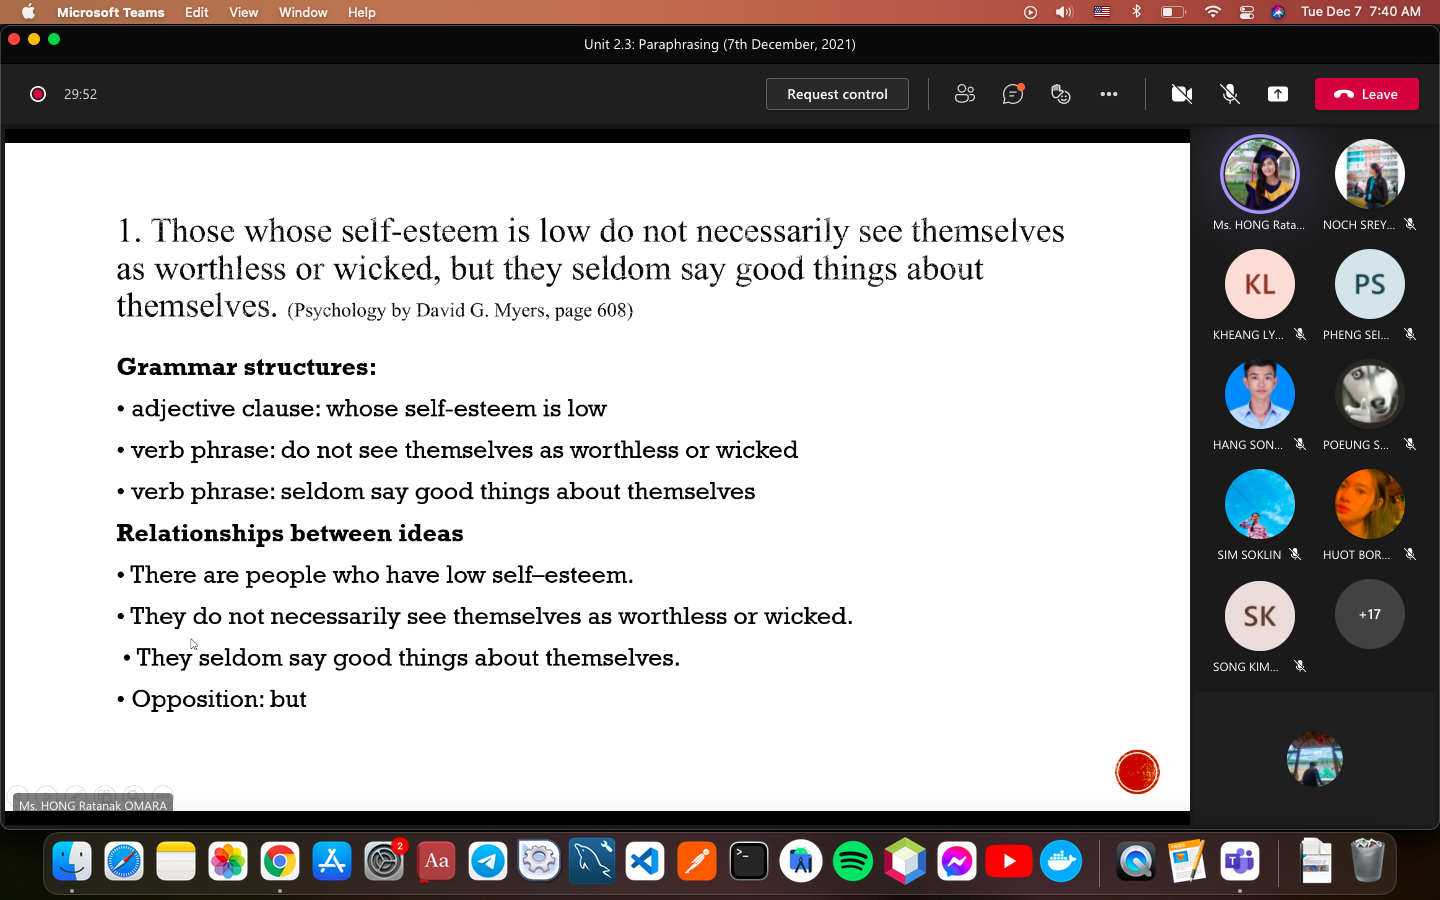 Microsoft Teams Edit View Window Help Tue Dec 7 7:40 AM
Unit 2.3: Paraphrasing (7th December, 2021)
29:52 Request control Leave
1. Those whose self-esteem is low do not necessarily see themselves
as worthless or wicked, but they seldom say good things about
themselves. (Psychology by David G. Myers, page 608)
Grammar structures:
• adjective clause: whose self-esteem is low
• verb phrase: do not see themselves as worthless or wicked
• verb phrase: seldom say good things about themselves
Relationships between ideas
• There are people who have low self–esteem.
• They do not necessarily see themselves as worthless or wicked.
• They seldom say good things about themselves.
• Opposition: but
Ms. HONG Ratanak OMARA
Ms. HONG Rata... NOCH SREY...
KL PS
KHEANG LY... PHENG SEI...
HANG SON... POEUNG S...
SIM SOKLIN HUOT BOR...
SK +17
SONG KIM...
2
Aa